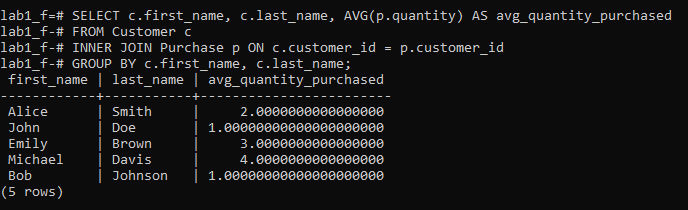 lab1_f=# SELECT c.first_name, c.last_name, AVG(p.quantity) AS avg_quantity_purchased
lab1_f-# FROM Customer c
lab1_f-# INNER JOIN Purchase p ON c.customer_id = p.customer_id
lab1_f-# GROUP BY c.first_name, c.last_name;
 first_name | last_name | avg_quantity_purchased
------------+-----------+------------------------
 Alice      | Smith     |     2.0000000000000000
 John       | Doe       | 1.00000000000000000000
 Emily      | Brown     |     3.0000000000000000
 Michael    | Davis     |     4.0000000000000000
 Bob        | Johnson   | 1.00000000000000000000
(5 rows)